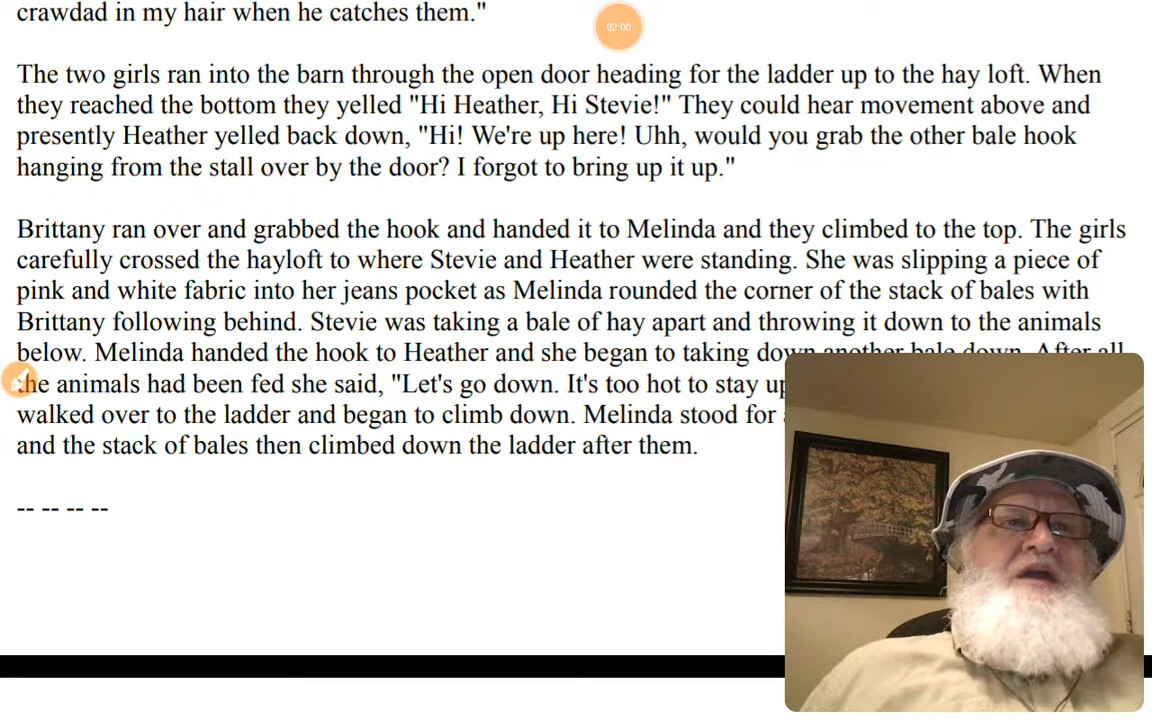 crawdad in my hair when he catches them."
02:00
The two girls ran into the barn through the open door heading for the ladder up to the hay loft. When
they reached the bottom they yelled "Hi Heather, Hi Stevie!" They could hear movement above and
presently Heather yelled back down, "Hi! We're up here! Uhh, would you grab the other bale hook
hanging from the stall over by the door? I forgot to bring up it up."
Brittany ran over and grabbed the hook and handed it to Melinda and they climbed to the top. The girls
carefully crossed the hayloft to where Stevie and Heather were standing. She was slipping a piece of
pink and white fabric into her jeans pocket as Melinda rounded the corner of the stack of bales with
Brittany following behind. Stevie was taking a bale of hay apart and throwing it down to the animals
below. Melinda handed the hook to Heather and she began to taking down another bale down. After all
the animals had been fed she said, "Let's go down. It's too hot to stay up
walked over to the ladder and began to climb down. Melinda stood for
and the stack of bales then climbed down the ladder after them.
-- -- -- --